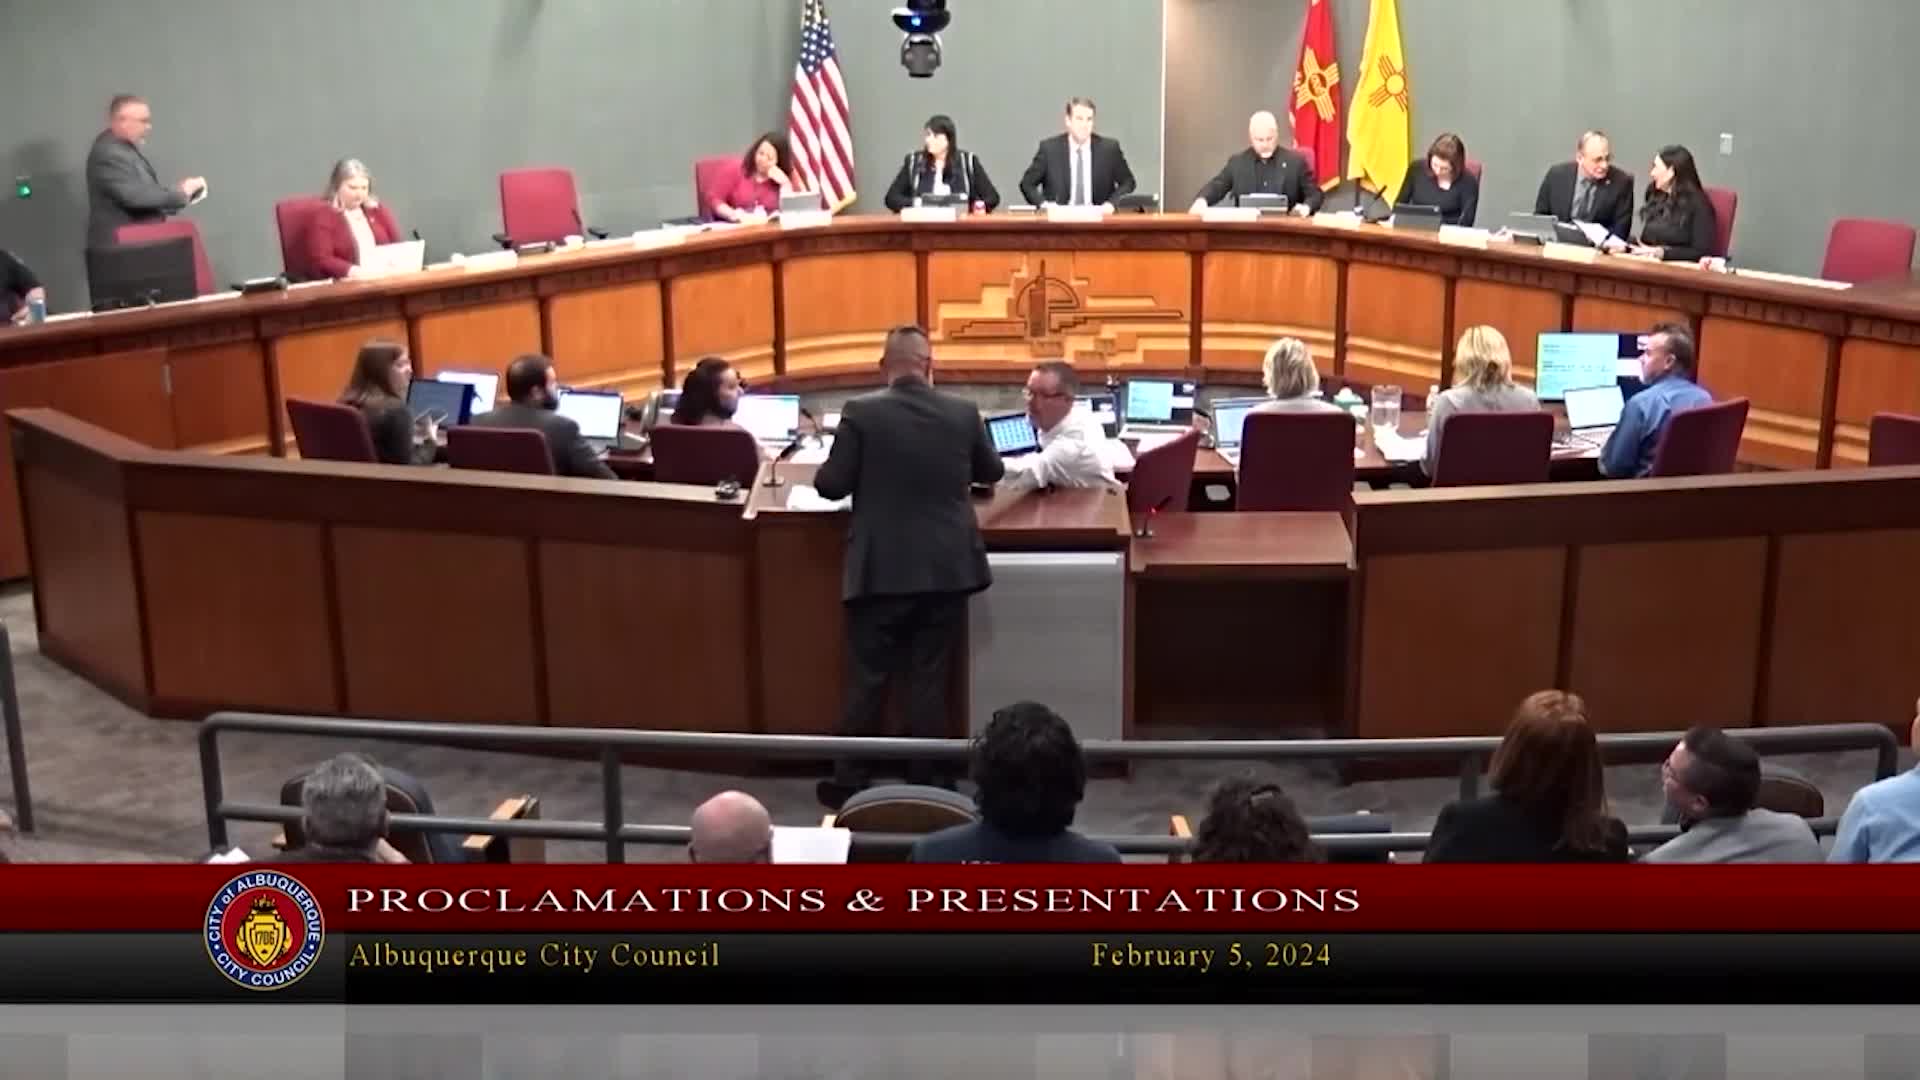 PROCLAMATIONS & PRESENTATIONS
Albuquerque City Council
February 5, 2024
CITY of ALBUQUERQUE
1706
CITY COUNCIL